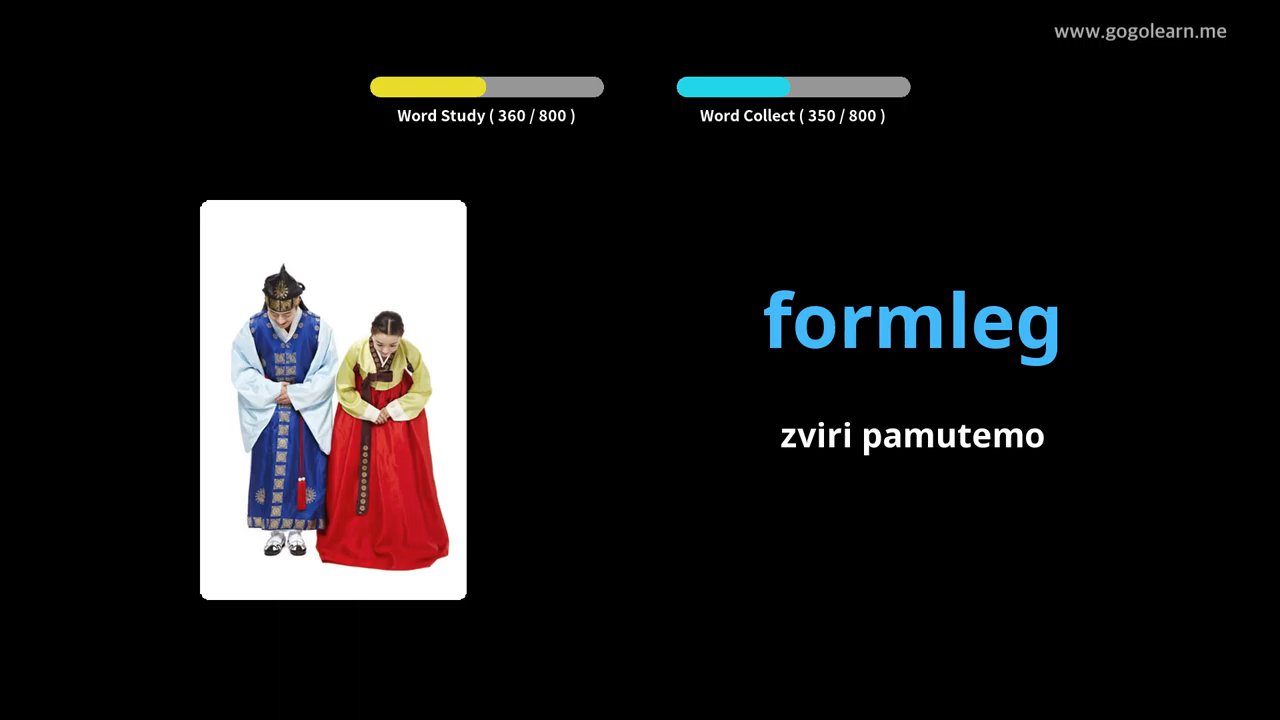 www.gogolearn.me
Word Study ( 360 / 800 )
Word Collect ( 350 / 800 )
formleg
zviri pamutemo